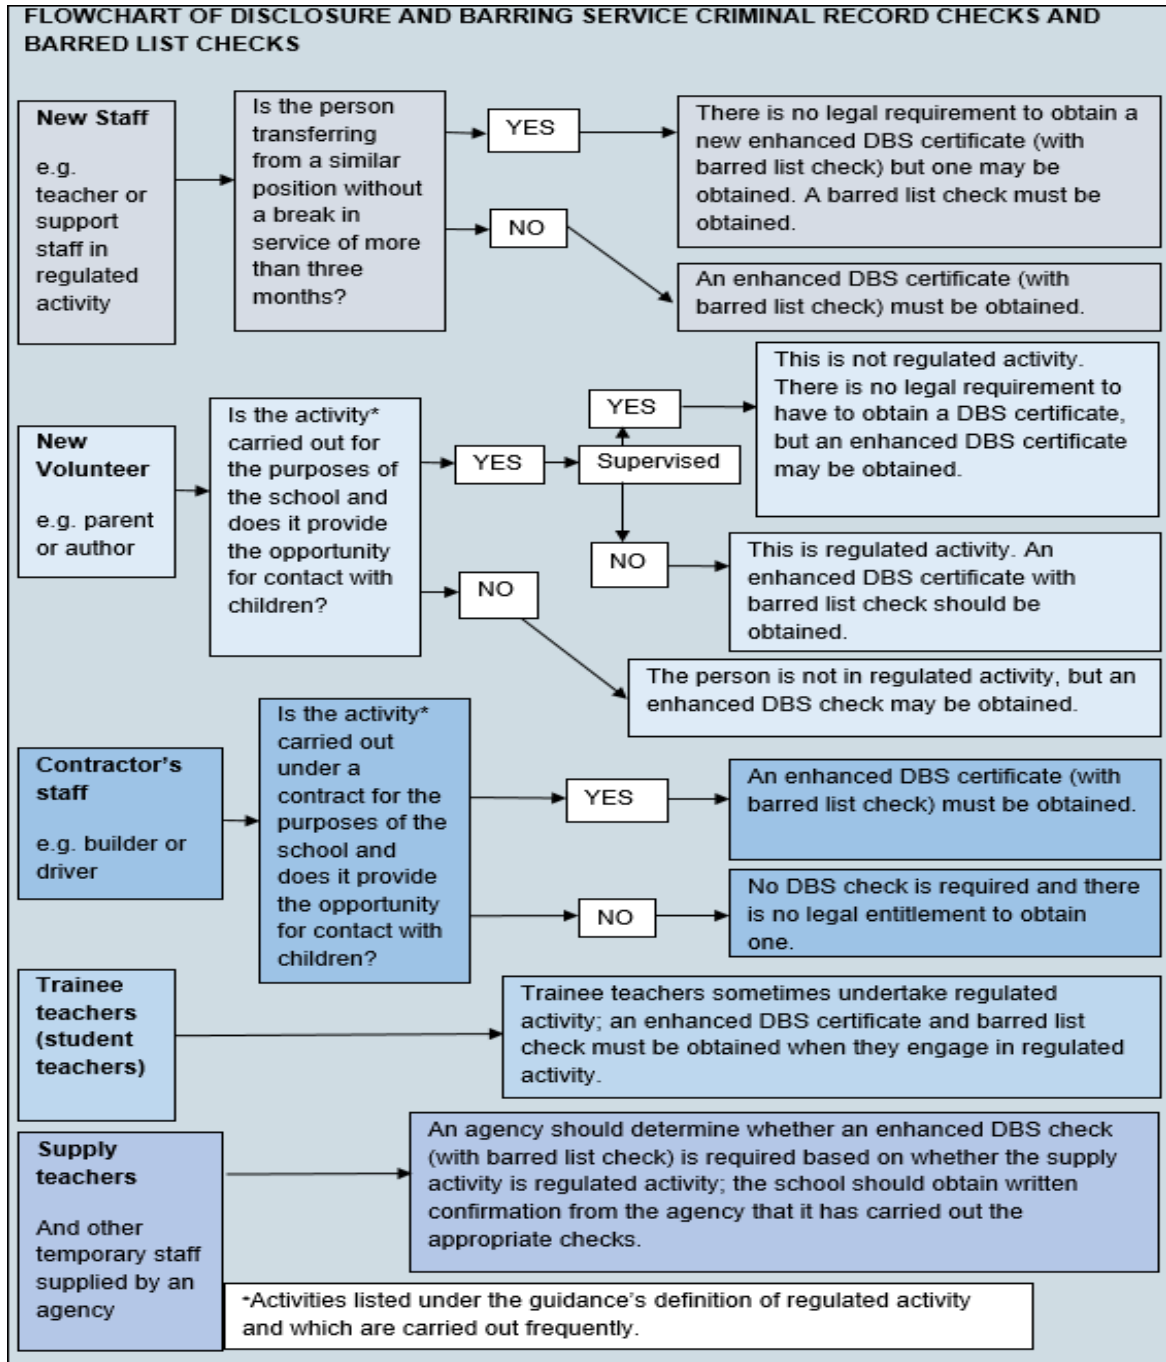 FLOWCHART OF DISCLOSURE AND BARRING SERVICE CRIMINAL RECORD CHECKS AND
BARRED LIST CHECKS
New Staff
e.g.
teacher or
support
staff in
regulated
activity
Is the person
transferring
from a similar
position without
a break in
service of more
than three
months?
YES
There is no legal requirement to obtain a
new enhanced DBS certificate (with
barred list check) but one may be
obtained. A barred list check must be
obtained.
NO
An enhanced DBS certificate (with
barred list check) must be obtained.
New
Volunteer
e.g. parent
or author
Is the activity*
carried out for
the purposes of
the school and
does it provide
the opportunity
for contact with
children?
YES
Supervised
YES
This is not regulated activity.
There is no legal requirement to
have to obtain a DBS certificate,
but an enhanced DBS certificate
may be obtained.
NO
This is regulated activity. An
enhanced DBS certificate with
barred list check should be
obtained.
NO
The person is not in regulated activity, but an
enhanced DBS check may be obtained.
Contractor's
staff
e.g. builder or
driver
Is the activity*
carried out
under a
contract for the
purposes of the
school and
does it provide
the opportunity
for contact with
children?
YES
An enhanced DBS certificate (with
barred list check) must be obtained.
NO
No DBS check is required and there
is no legal entitlement to obtain
one.
Trainee
teachers
(student
teachers)
Trainee teachers sometimes undertake regulated
activity; an enhanced DBS certificate and barred list
check must be obtained when they engage in regulated
activity.
Supply
teachers
And other
temporary staff
supplied by an
agency
An agency should determine whether an enhanced DBS check
(with barred list check) is required based on whether the supply
activity is regulated activity; the school should obtain written
confirmation from the agency that it has carried out the
appropriate checks.
*Activities listed under the guidance's definition of regulated activity
and which are carried out frequently.